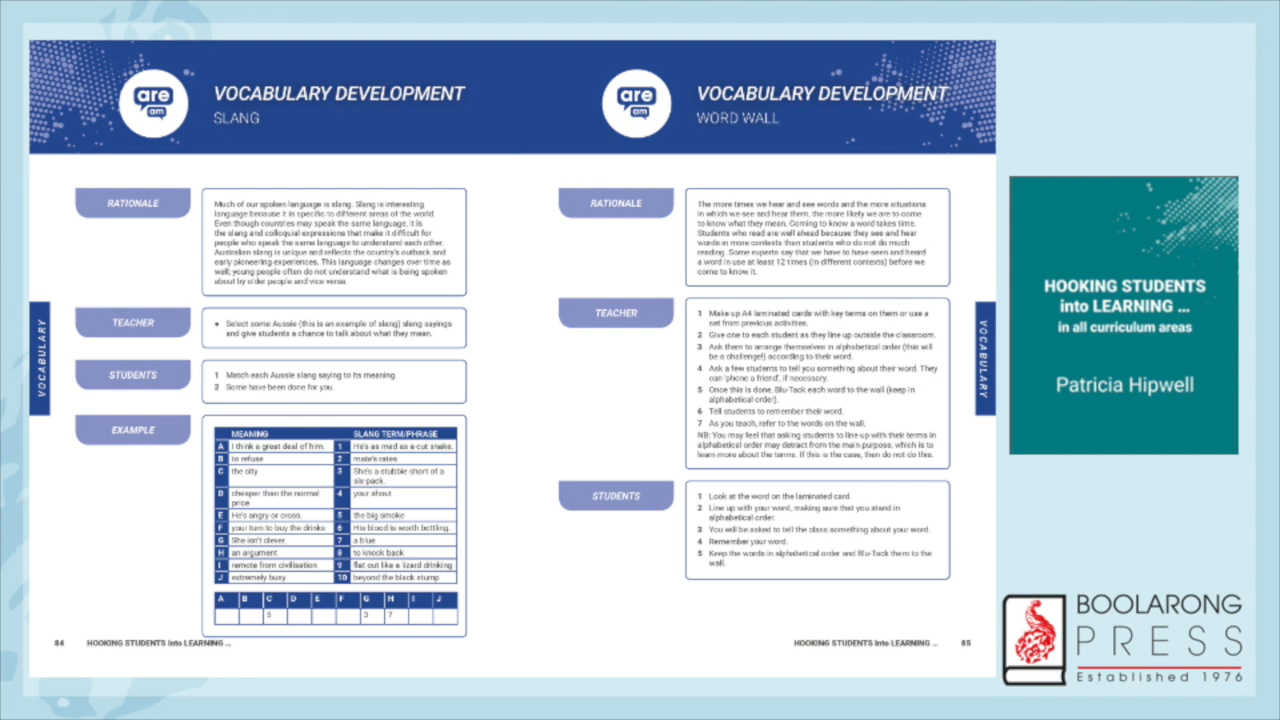 are
am
VOCABULARY DEVELOPMENT
SLANG
RATIONALE
Much of our spoken language is slang. Slang is interesting
language because it is specific to different areas of the world.
Even though countries may speak the same language, it is
the slang and colloquial expressions that make it difficult for
people who speak the same language to understand each other.
Australian slang is unique and reflects the country's outback and
early pioneering experiences. This language changes over time as
well; young people often do not understand what is being spoken
about by older people and vice versa.
TEACHER
• Select some Aussie (this is an example of slang) slang sayings
and give students a chance to talk about what they mean.
STUDENTS
1 Match each Aussie slang saying to its meaning.
2 Some have been done for you.
EXAMPLE
MEANING SLANG TERM/PHRASE
A I think a great deal of him. 1 He's as mad as a cut snake.
B to refuse 2 mate's rates
C the city 3 She's a stubbie short of a
six-pack.
D cheaper than the normal 4 your shout
price
E He's angry or cross. 5 the big smoke
F your turn to buy the drinks 6 His blood is worth bottling.
G She isn't clever. 7 a blue
H an argument 8 to knock back
I remote from civilisation 9 flat out like a lizard drinking
J extremely busy 10 beyond the black stump
A B C D E F G H I J
5 3 7
VOCABULARY
84 HOOKING STUDENTS into LEARNING ...
are
am
VOCABULARY DEVELOPMENT
WORD WALL
RATIONALE
The more times we hear and see words and the more situations
in which we see and hear them, the more likely we are to come
to know what they mean. Coming to know a word takes time.
Students who read are well ahead because they see and hear
words in more contexts than students who do not do much
reading. Some experts say that we have to have seen and heard
a word in use at least 12 times (in different contexts) before we
come to know it.
TEACHER
1 Make up A4 laminated cards with key terms on them or use a
set from previous activities.
2 Give one to each student as they line up outside the classroom.
3 Ask them to arrange themselves in alphabetical order (this will
be a challenge!) according to their word.
4 Ask a few students to tell you something about their word. They
can 'phone a friend', if necessary.
5 Once this is done, Blu-Tack each word to the wall (keep in
alphabetical order).
6 Tell students to remember their word.
7 As you teach, refer to the words on the wall.
NB: You may feel that asking students to line up with their terms in
alphabetical order may detract from the main purpose, which is to
learn more about the terms. If this is the case, then do not do this.
STUDENTS
1 Look at the word on the laminated card.
2 Line up with your word, making sure that you stand in
alphabetical order.
3 You will be asked to tell the class something about your word.
4 Remember your word.
5 Keep the words in alphabetical order and Blu-Tack them to the
wall.
VOCABULARY
HOOKING STUDENTS into LEARNING ... 85
HOOKING STUDENTS
into LEARNING ...
in all curriculum areas
Patricia Hipwell
BOOLARONG
PRESS
Established 1976